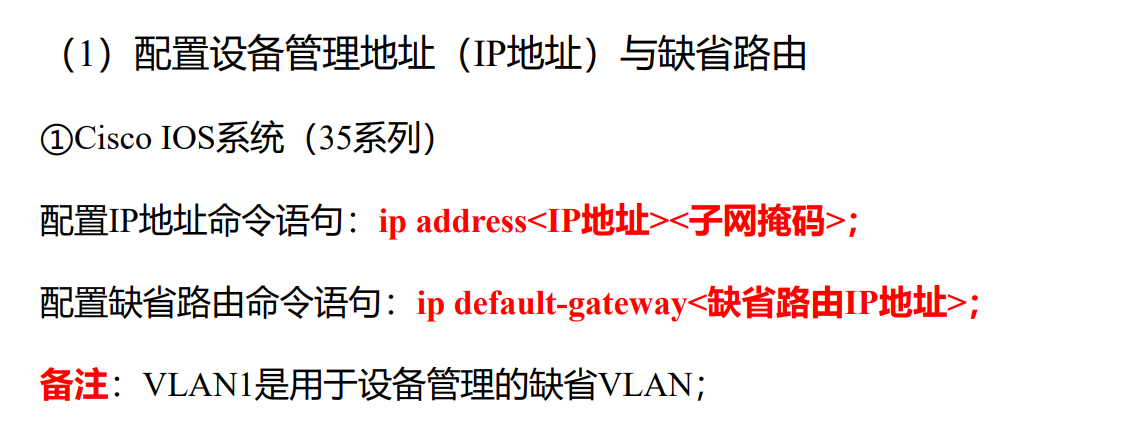 （1）配置设备管理地址（IP地址）与缺省路由
①Cisco IOS系统（35系列）
配置IP地址命令语句：ip address<IP地址><子网掩码>；
配置缺省路由命令语句：ip default-gateway<缺省路由IP地址>；
备注：VLAN1是用于设备管理的缺省VLAN；